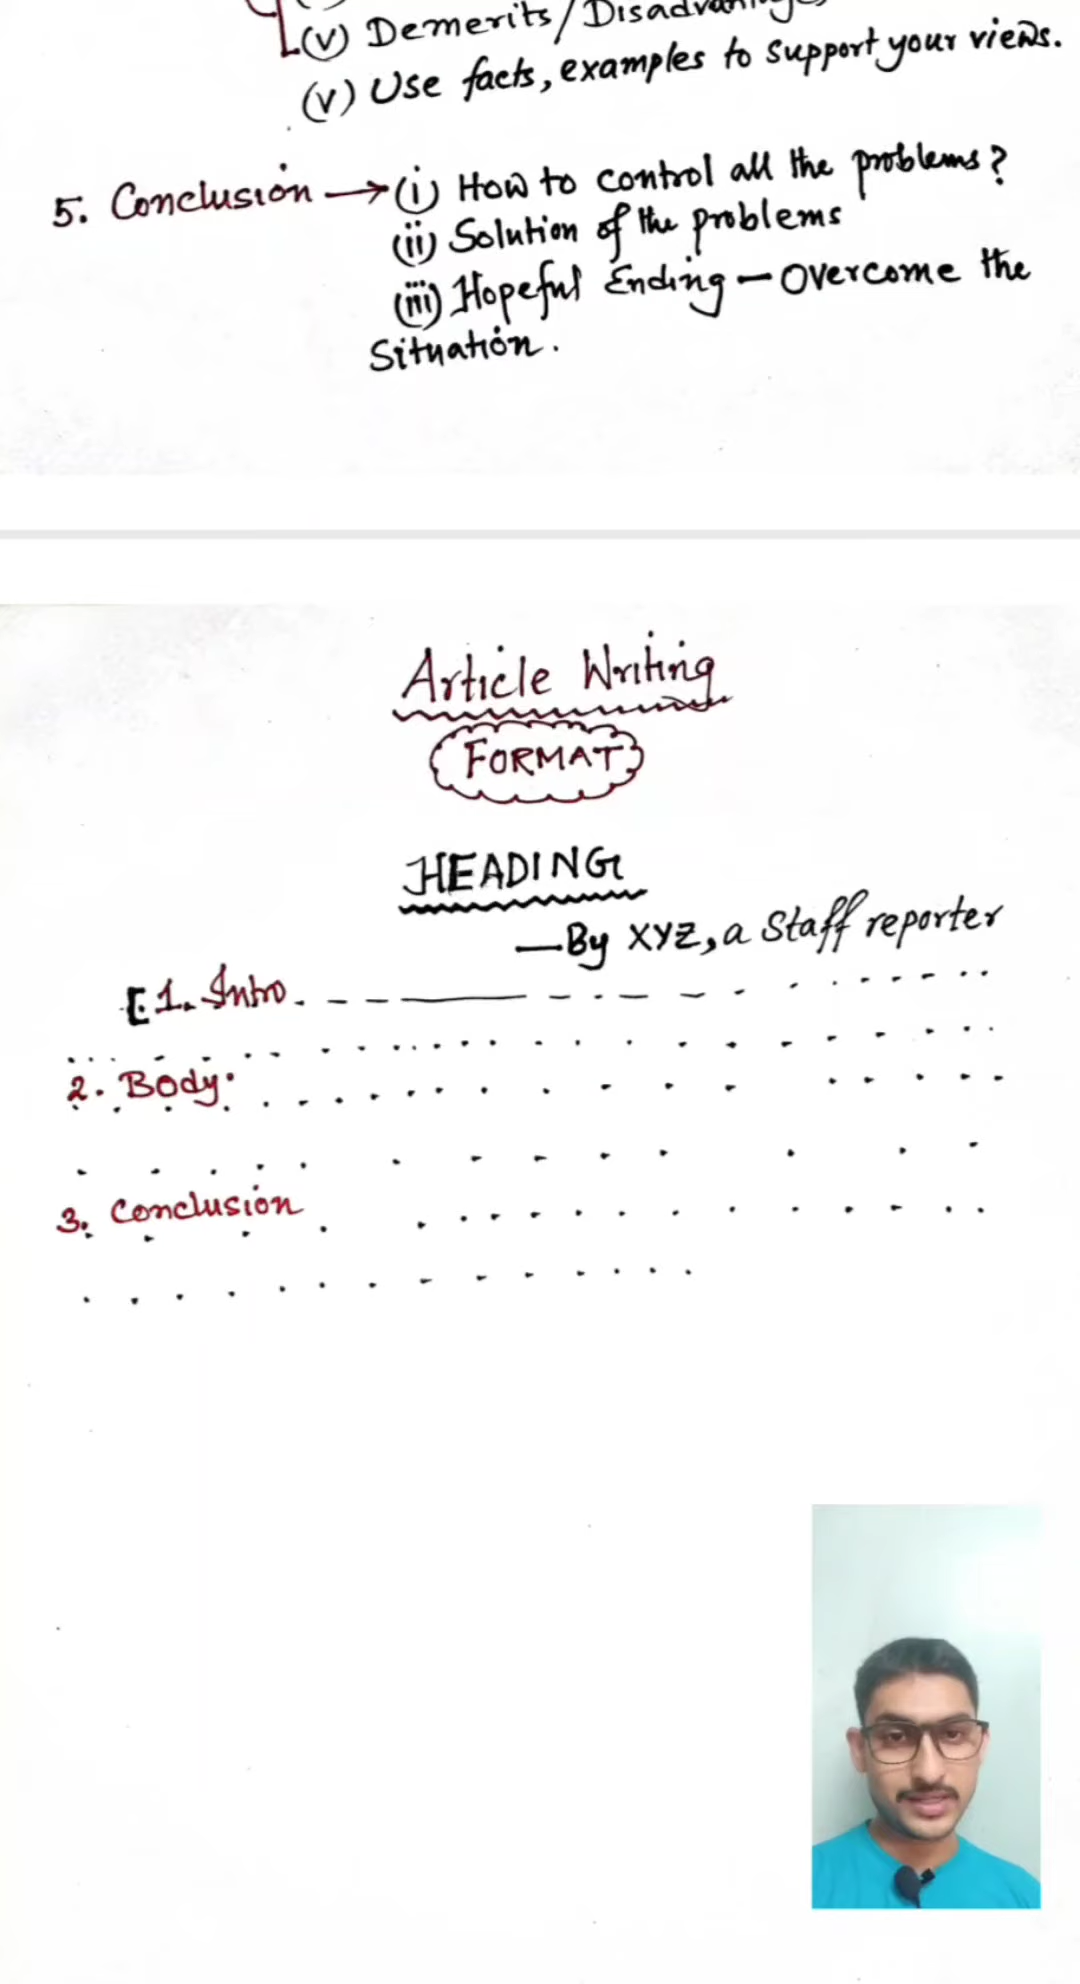 (v) Demerits/Disadvantages
(v) Use facts, examples to support your views.
5. Conclusion → (i) How to control all the problems?
(ii) Solution of the problems
(iii) Hopeful Ending - Overcome the
Situation.
Article Writing
FORMAT
HEADING
- By XYZ, a Staff reporter
[1. Intro.
2. Body.
3. Conclusion